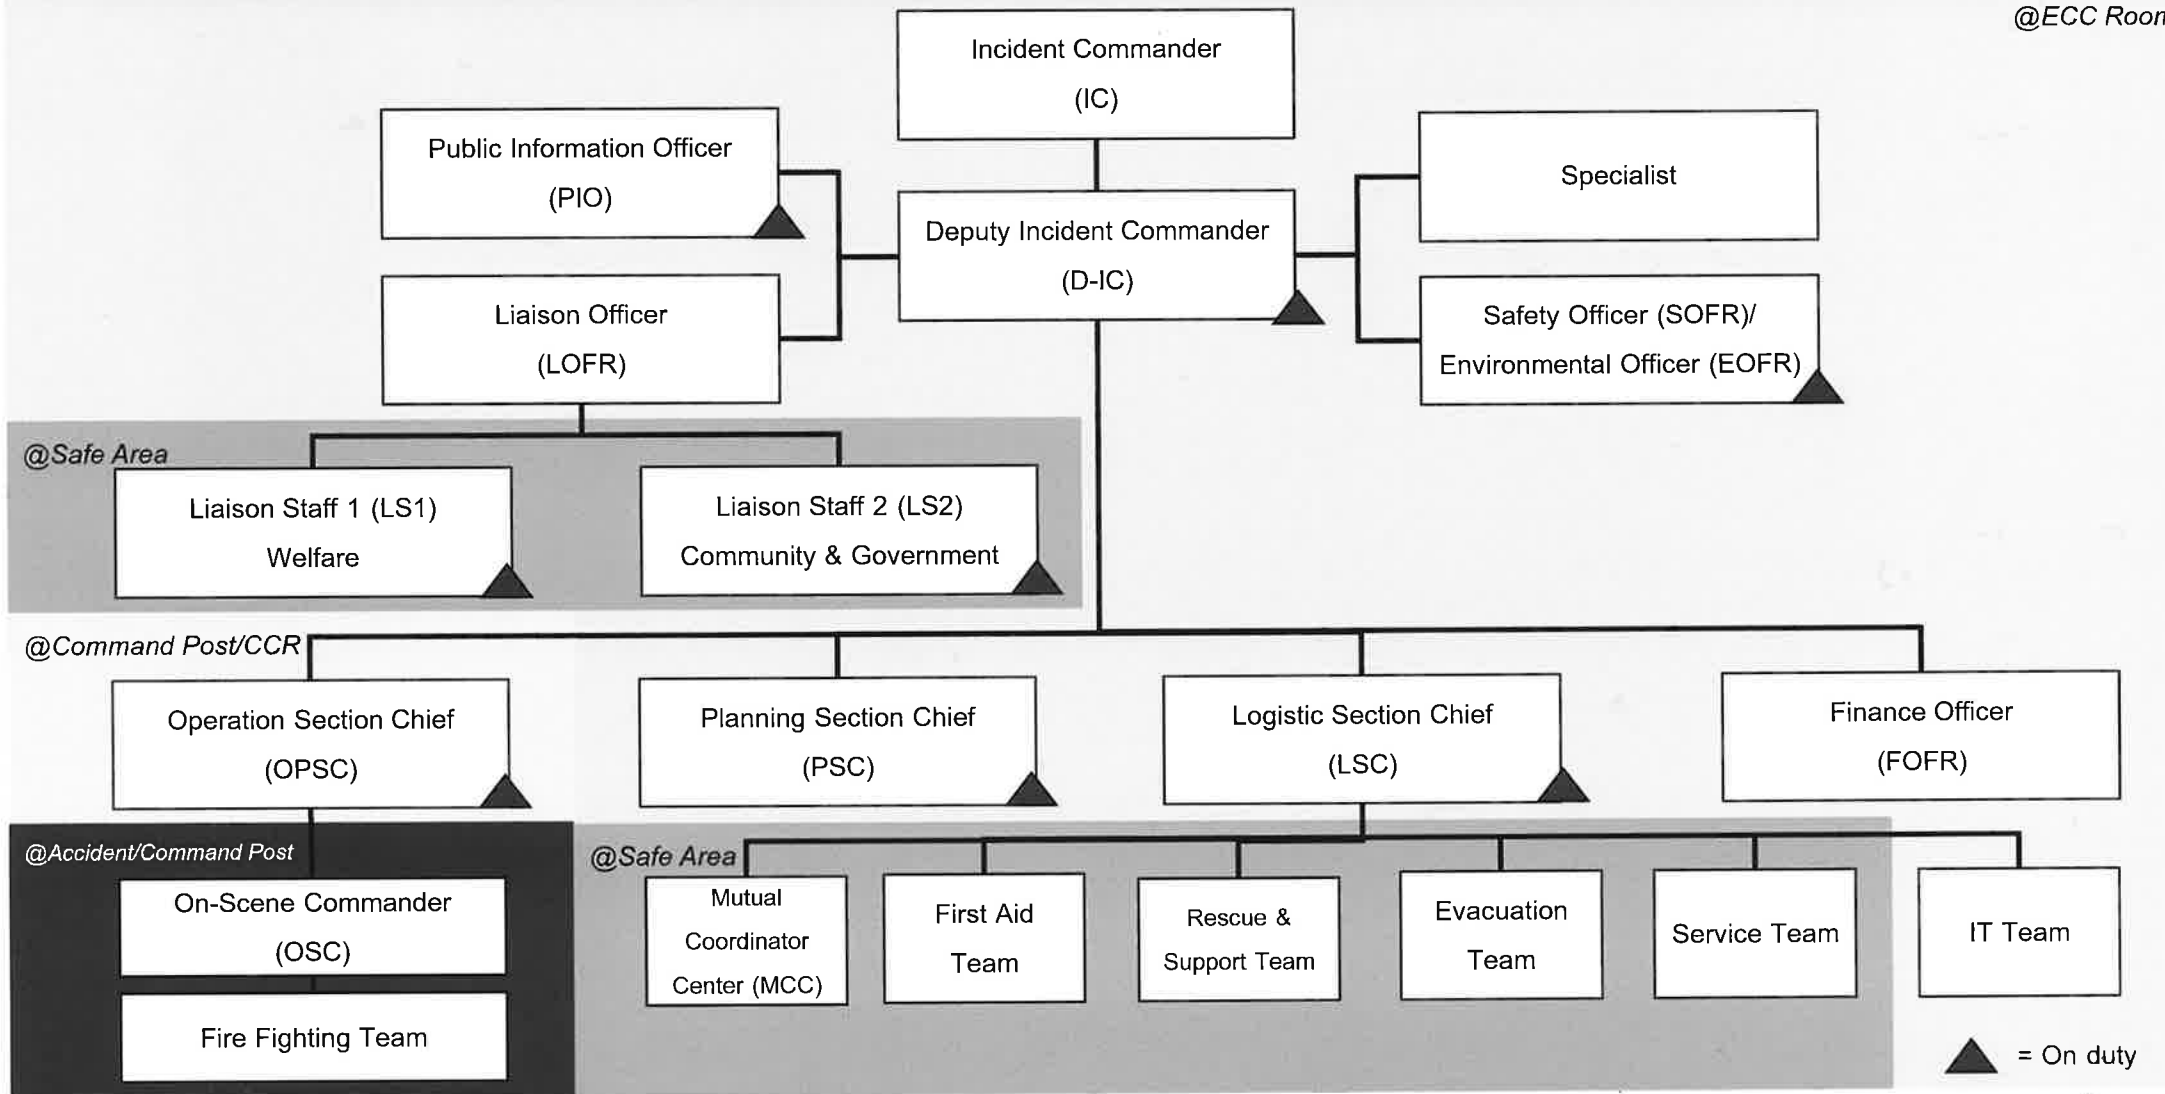 @ECC Room
Incident Commander
(IC)
Public Information Officer
(PIO)
Specialist
Deputy Incident Commander
(D-IC)
Liaison Officer
(LOFR)
Safety Officer (SOFR)/
Environmental Officer (EOFR)
@Safe Area
Liaison Staff 1 (LS1)
Welfare
Liaison Staff 2 (LS2)
Community & Government
@Command Post/CCR
Operation Section Chief
(OPSC)
Planning Section Chief
(PSC)
Logistic Section Chief
(LSC)
Finance Officer
(FOFR)
@Accident/Command Post
On-Scene Commander
(OSC)
Fire Fighting Team
@Safe Area
Mutual
Coordinator
Center (MCC)
First Aid
Team
Rescue &
Support Team
Evacuation
Team
Service Team
IT Team
= On duty